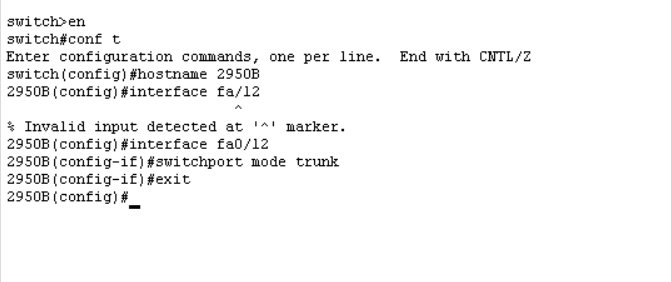 switch>en
switch#conf t
Enter configuration commands, one per line.  End with CNTL/Z
switch(config)#hostname 2950B
2950B(config)#interface fa/12
^
% Invalid input detected at '^' marker.
2950B(config)#interface fa0/12
2950B(config-if)#switchport mode trunk
2950B(config-if)#exit
2950B(config)#_